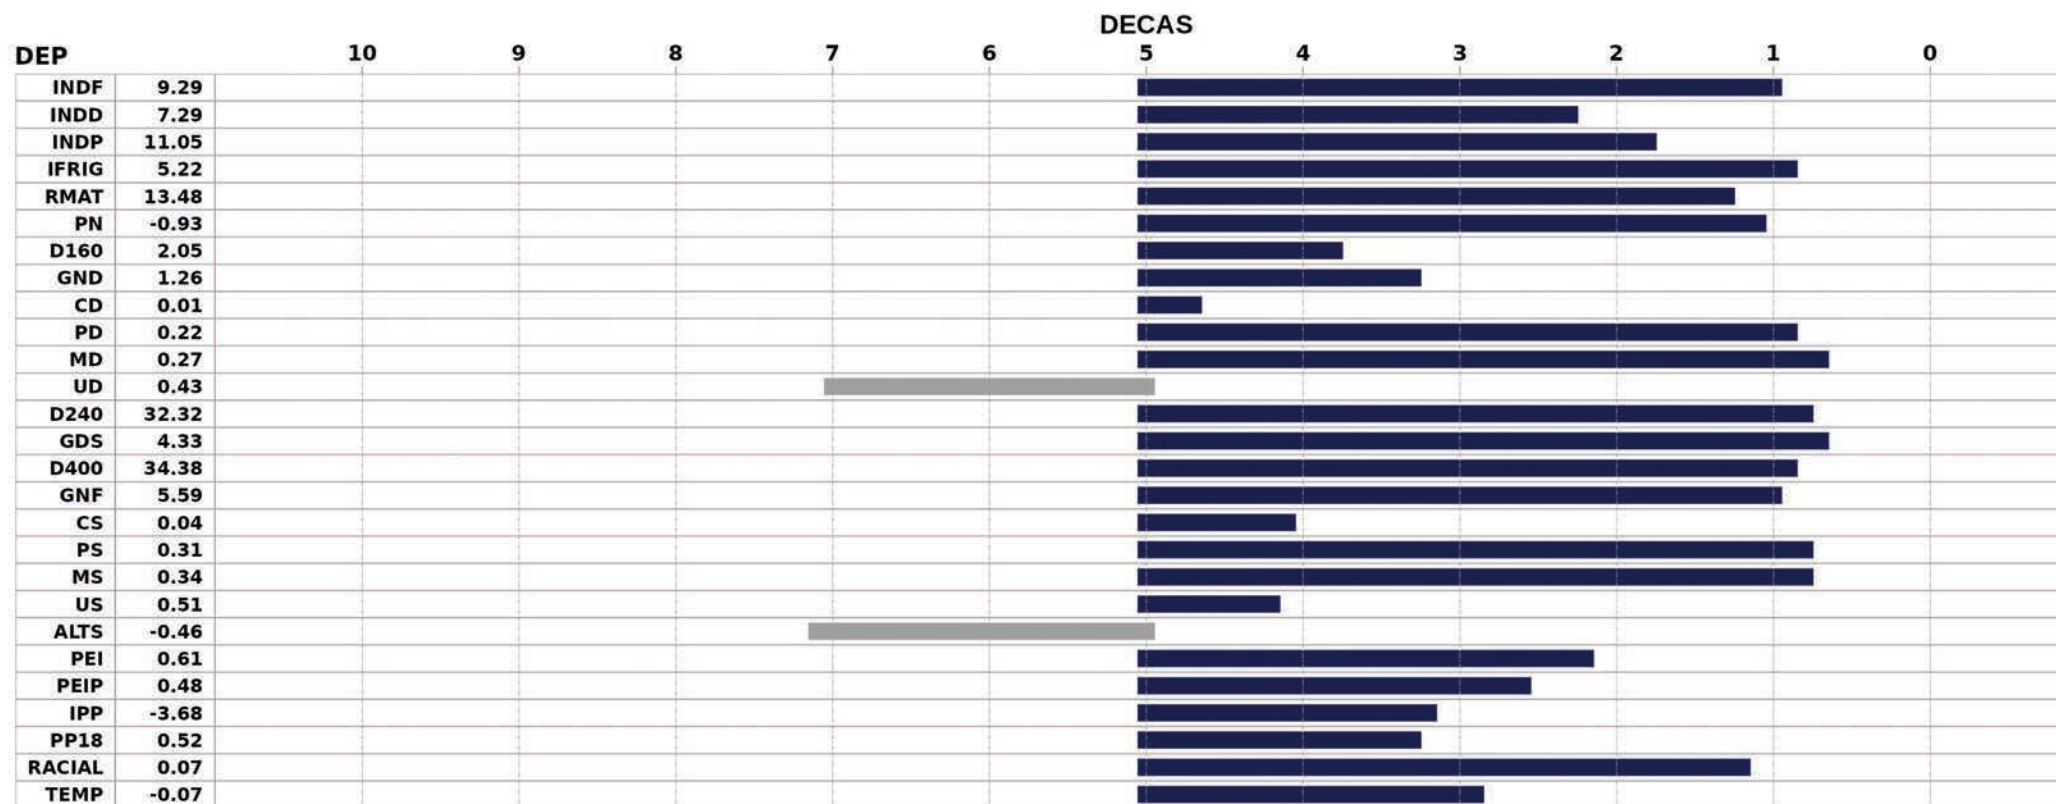 DECAS
DEP 10 9 8 7 6 5 4 3 2 1 0
INDF 9.29
INDD 7.29
INDP 11.05
IFRIG 5.22
RMAT 13.48
PN -0.93
D160 2.05
GND 1.26
CD 0.01
PD 0.22
MD 0.27
UD 0.43
D240 32.32
GDS 4.33
D400 34.38
GNF 5.59
CS 0.04
PS 0.31
MS 0.34
US 0.51
ALTS -0.46
PEI 0.61
PEIP 0.48
IPP -3.68
PP18 0.52
RACIAL 0.07
TEMP -0.07